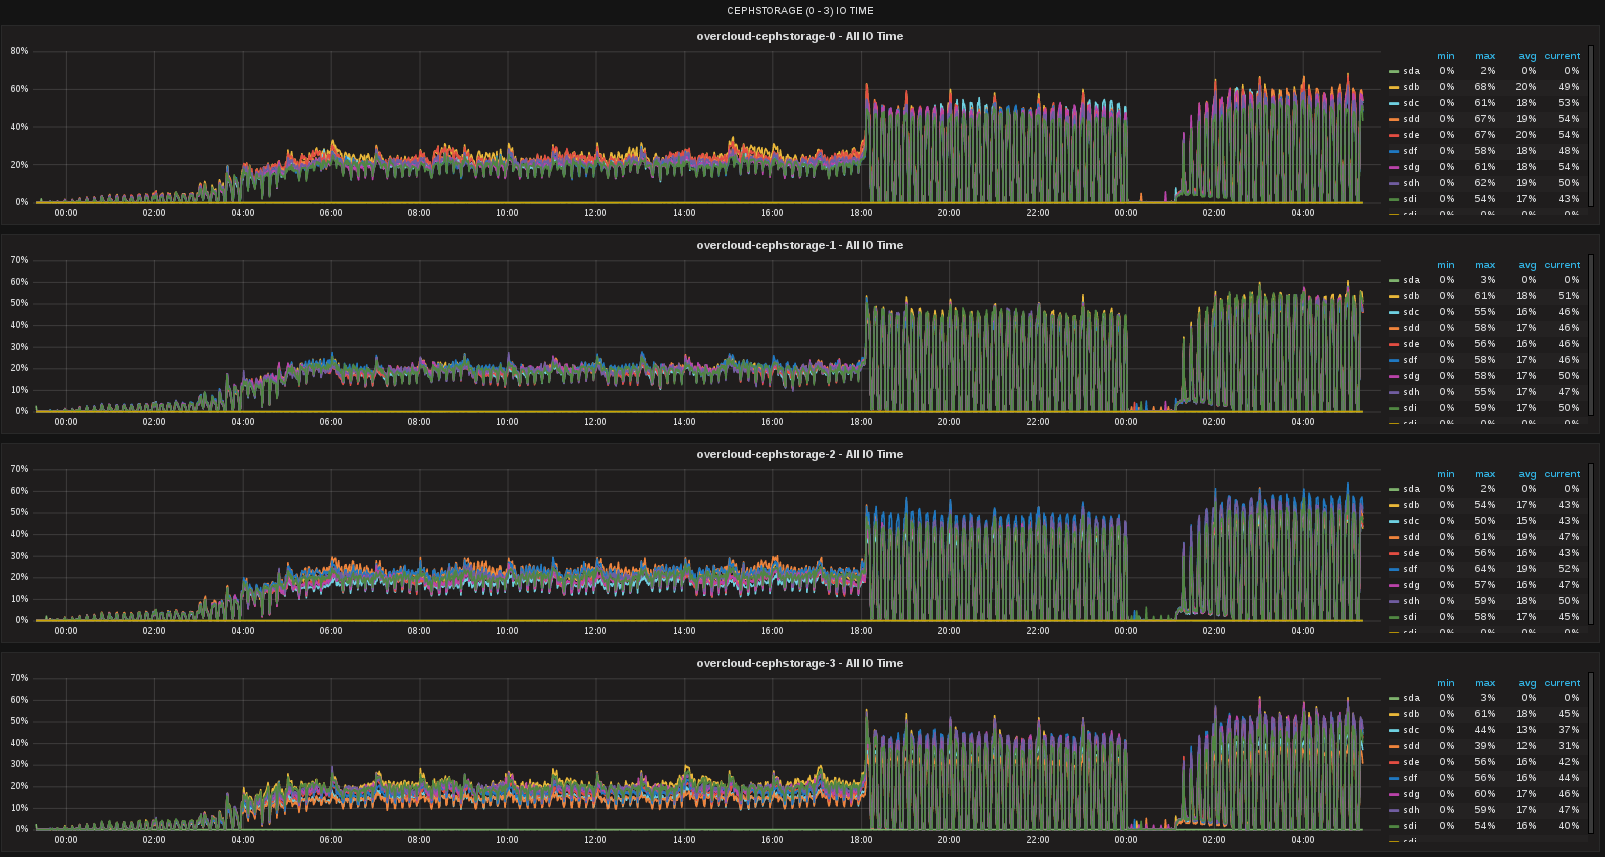 CEPHSTORAGE (0 - 3) IO TIME
overcloud-cephstorage-0 - All IO Time
80%
60%
40%
20%
0%
00:00 02:00 04:00 06:00 08:00 10:00 12:00 14:00 16:00 18:00 20:00 22:00 00:00 02:00 04:00
min max avg current
sda 0% 2% 0% 0%
sdb 0% 68% 20% 49%
sdc 0% 61% 18% 53%
sdd 0% 67% 19% 54%
sde 0% 67% 20% 54%
sdf 0% 58% 18% 48%
sdg 0% 61% 18% 54%
sdh 0% 62% 19% 50%
sdi 0% 54% 17% 43%
overcloud-cephstorage-1 - All IO Time
70%
60%
50%
40%
30%
20%
10%
0%
00:00 02:00 04:00 06:00 08:00 10:00 12:00 14:00 16:00 18:00 20:00 22:00 00:00 02:00 04:00
min max avg current
sda 0% 3% 0% 0%
sdb 0% 61% 18% 51%
sdc 0% 55% 16% 46%
sdd 0% 58% 17% 46%
sde 0% 56% 16% 46%
sdf 0% 58% 17% 46%
sdg 0% 58% 17% 50%
sdh 0% 55% 17% 47%
sdi 0% 59% 17% 50%
overcloud-cephstorage-2 - All IO Time
70%
60%
50%
40%
30%
20%
10%
0%
00:00 02:00 04:00 06:00 08:00 10:00 12:00 14:00 16:00 18:00 20:00 22:00 00:00 02:00 04:00
min max avg current
sda 0% 2% 0% 0%
sdb 0% 54% 17% 43%
sdc 0% 50% 15% 43%
sdd 0% 61% 19% 47%
sde 0% 56% 16% 43%
sdf 0% 64% 19% 52%
sdg 0% 57% 16% 47%
sdh 0% 59% 18% 50%
sdi 0% 58% 17% 45%
overcloud-cephstorage-3 - All IO Time
70%
60%
50%
40%
30%
20%
10%
0%
00:00 02:00 04:00 06:00 08:00 10:00 12:00 14:00 16:00 18:00 20:00 22:00 00:00 02:00 04:00
min max avg current
sda 0% 3% 0% 0%
sdb 0% 61% 18% 45%
sdc 0% 44% 13% 37%
sdd 0% 39% 12% 31%
sde 0% 56% 16% 42%
sdf 0% 56% 16% 44%
sdg 0% 60% 17% 46%
sdh 0% 59% 17% 47%
sdi 0% 54% 16% 40%